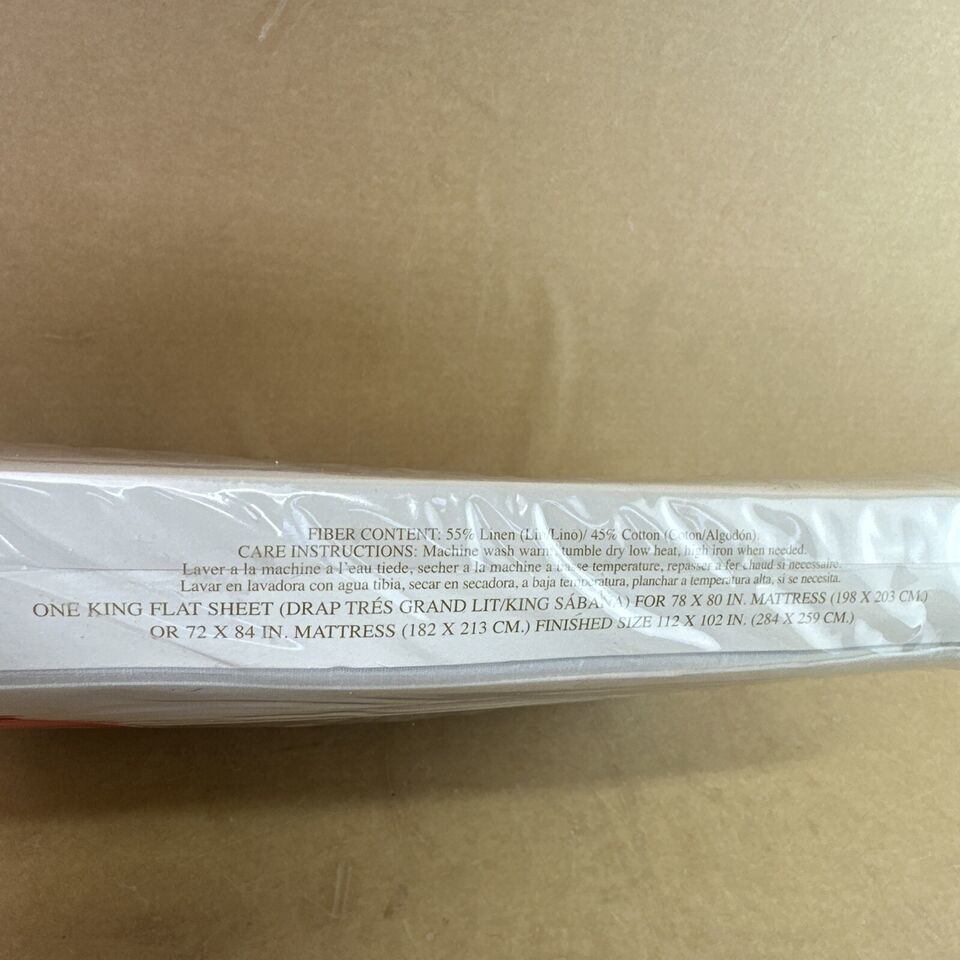 FIBER CONTENT: 55% Linen (Lin/Lino)/ 45% Cotton (Coton/Algodón)
CARE INSTRUCTIONS: Machine wash warm, tumble dry low heat, high iron when needed.
Laver a la machine a l'eau tiede, secher a la machine a basse temperature, repasser a fer chaud si necessaire.
Lavar en lavadora con agua tibia, secar en secadora, a baja temperatura, planchar a temperatura alta, si se necesita.
ONE KING FLAT SHEET (DRAP TRÉS GRAND LIT/KING SÁBANA) FOR 78 X 80 IN. MATTRESS (198 X 203 CM.)
OR 72 X 84 IN. MATTRESS (182 X 213 CM.) FINISHED SIZE 112 X 102 IN. (284 X 259 CM.)